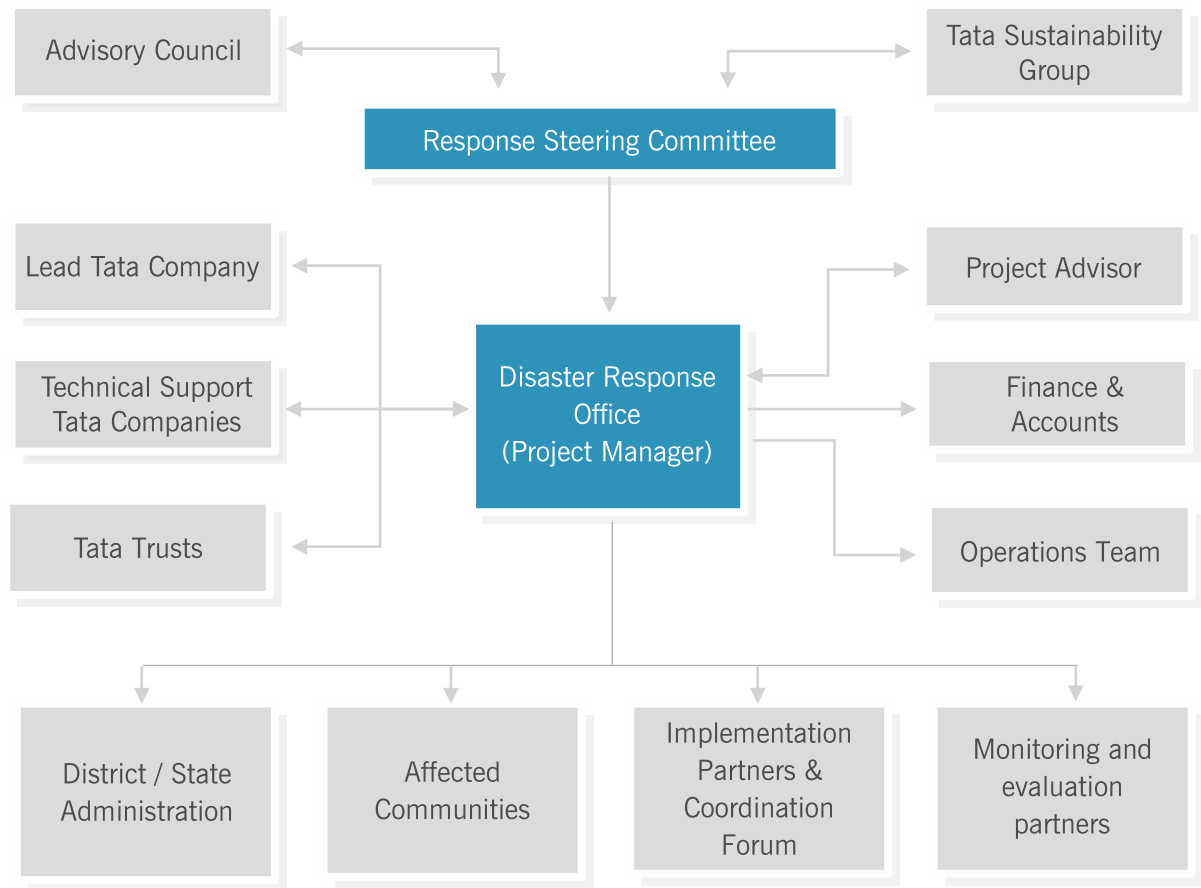 Advisory Council
Tata Sustainability
Group
Response Steering Committee
Lead Tata Company
Project Advisor
Technical Support
Tata Companies
Disaster Response
Office
(Project Manager)
Finance &
Accounts
Tata Trusts
Operations Team
District / State
Administration
Affected
Communities
Implementation
Partners &
Coordination
Forum
Monitoring and
evaluation
partners